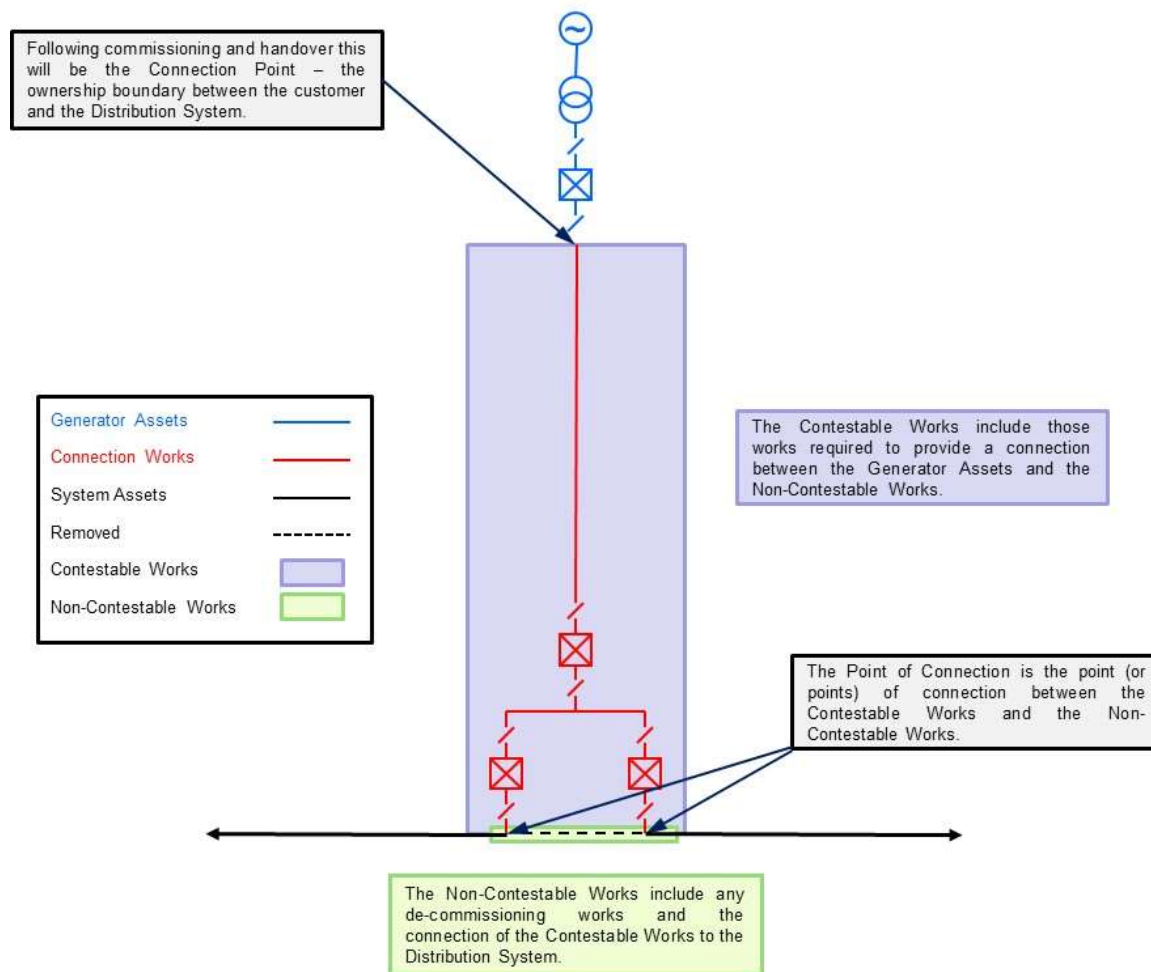 Following commissioning and handover this
will be the Connection Point – the
ownership boundary between the customer
and the Distribution System.
Generator Assets
Connection Works
System Assets
Removed
Contestable Works
Non-Contestable Works
The Contestable Works include those
works required to provide a connection
between the Generator Assets and the
Non-Contestable Works.
The Point of Connection is the point (or
points) of connection between the
Contestable Works and the Non-
Contestable Works.
The Non-Contestable Works include any
de-commissioning works and the
connection of the Contestable Works to the
Distribution System.